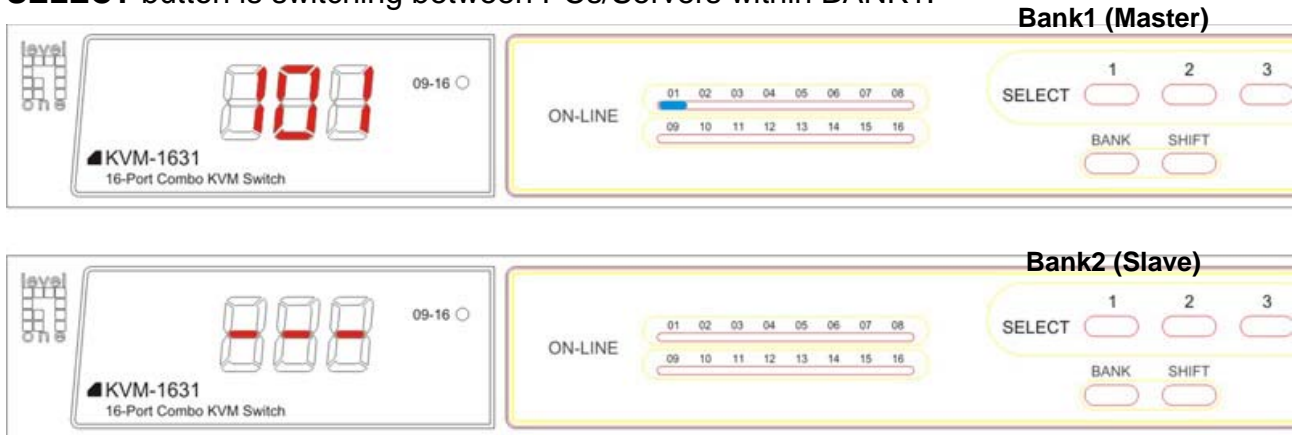 SELECT button is switching between PCs/Servers within BANK1.
Bank1 (Master)
level one
101
09-16
KVM-1631
16-Port Combo KVM Switch
ON-LINE
01 02 03 04 05 06 07 08
09 10 11 12 13 14 15 16
1 2 3
SELECT
BANK SHIFT
Bank2 (Slave)
level one
---
09-16
KVM-1631
16-Port Combo KVM Switch
ON-LINE
01 02 03 04 05 06 07 08
09 10 11 12 13 14 15 16
1 2 3
SELECT
BANK SHIFT